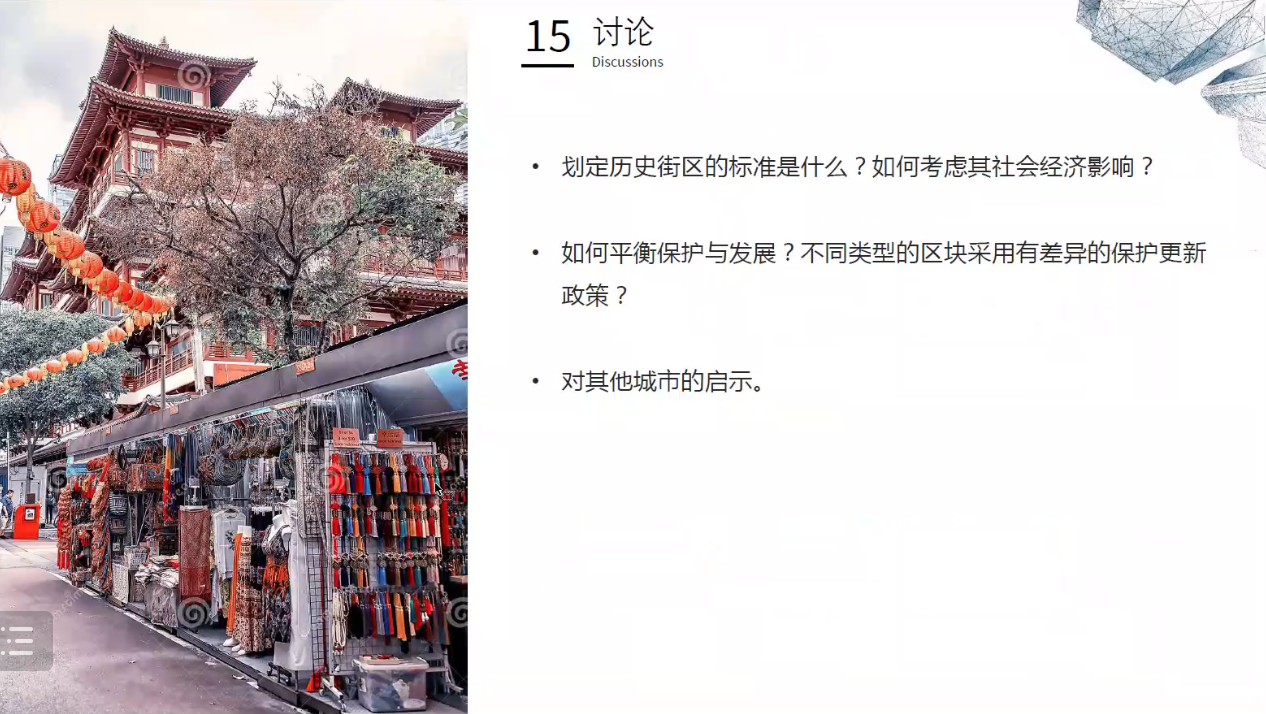 15 讨论
Discussions
• 划定历史街区的标准是什么？如何考虑其社会经济影响？
• 如何平衡保护与发展？不同类型的区块采用有差异的保护更新
政策？
• 对其他城市的启示。